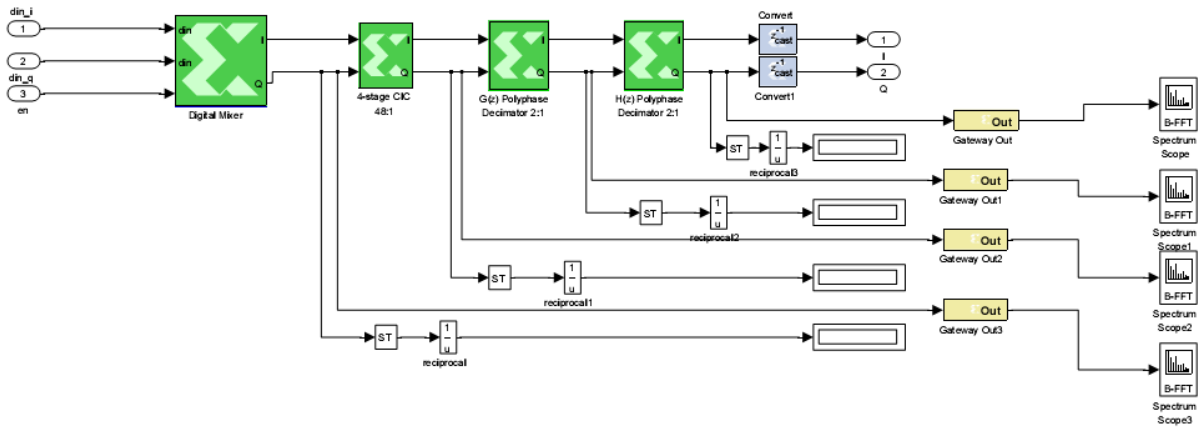 din_i
1
2
din_q
3
en
din
din
I
Q
Digital Mixer
I
Q
4-stage CIC
48:1
I
Q
G(z) Polyphase
Decimator 2:1
I
Q
H(z) Polyphase
Decimator 2:1
Convert
z-1
cast
z-1
cast
Convert1
1
I
2
Q
Out
Gateway Out
B-FFT
Spectrum
Scope
ST
1
u
reciprocal3
Out
Gateway Out1
B-FFT
Spectrum
Scope1
ST
1
u
reciprocal2
Out
Gateway Out2
B-FFT
Spectrum
Scope2
ST
1
u
reciprocal1
Out
Gateway Out3
B-FFT
Spectrum
Scope3
ST
1
u
reciprocal